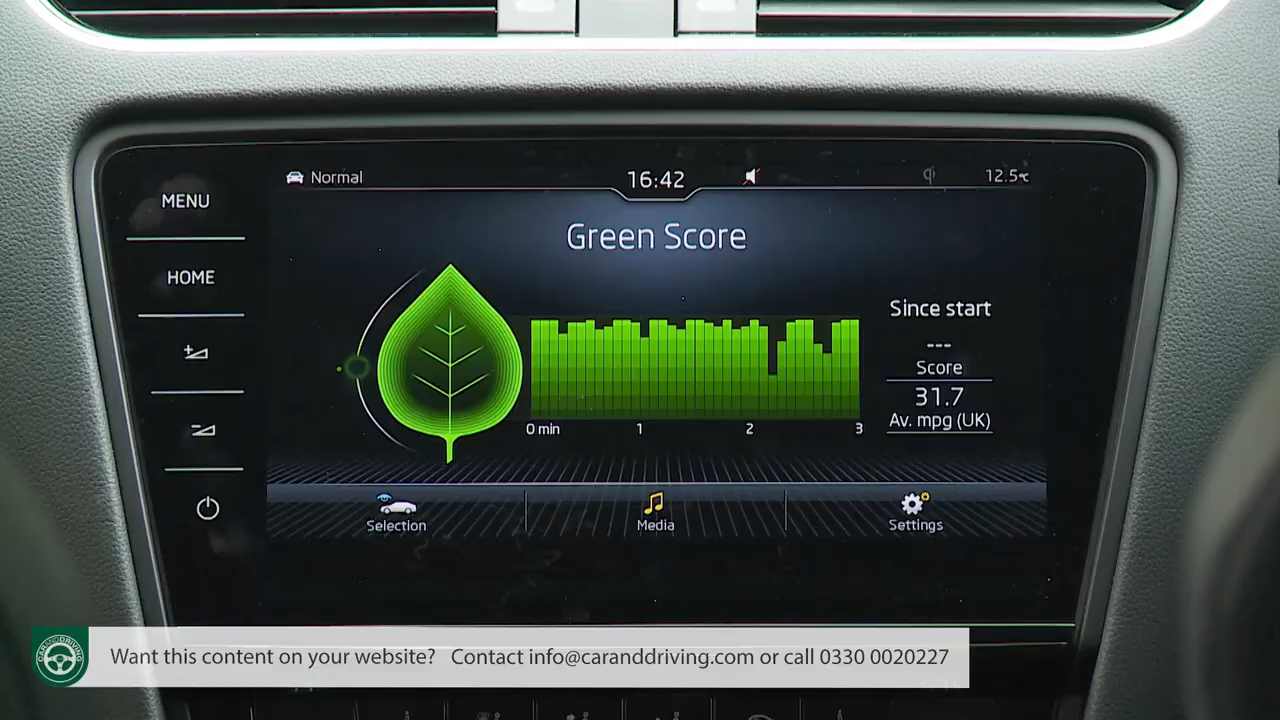 Normal
16:42
12.5°C
MENU
HOME
Green Score
Since start
---
Score
31.7
Av. mpg (UK)
0 min 1 2 3
Selection
Media
Settings
CARANDDRIVING
Want this content on your website? Contact info@caranddriving.com or call 0330 0020227